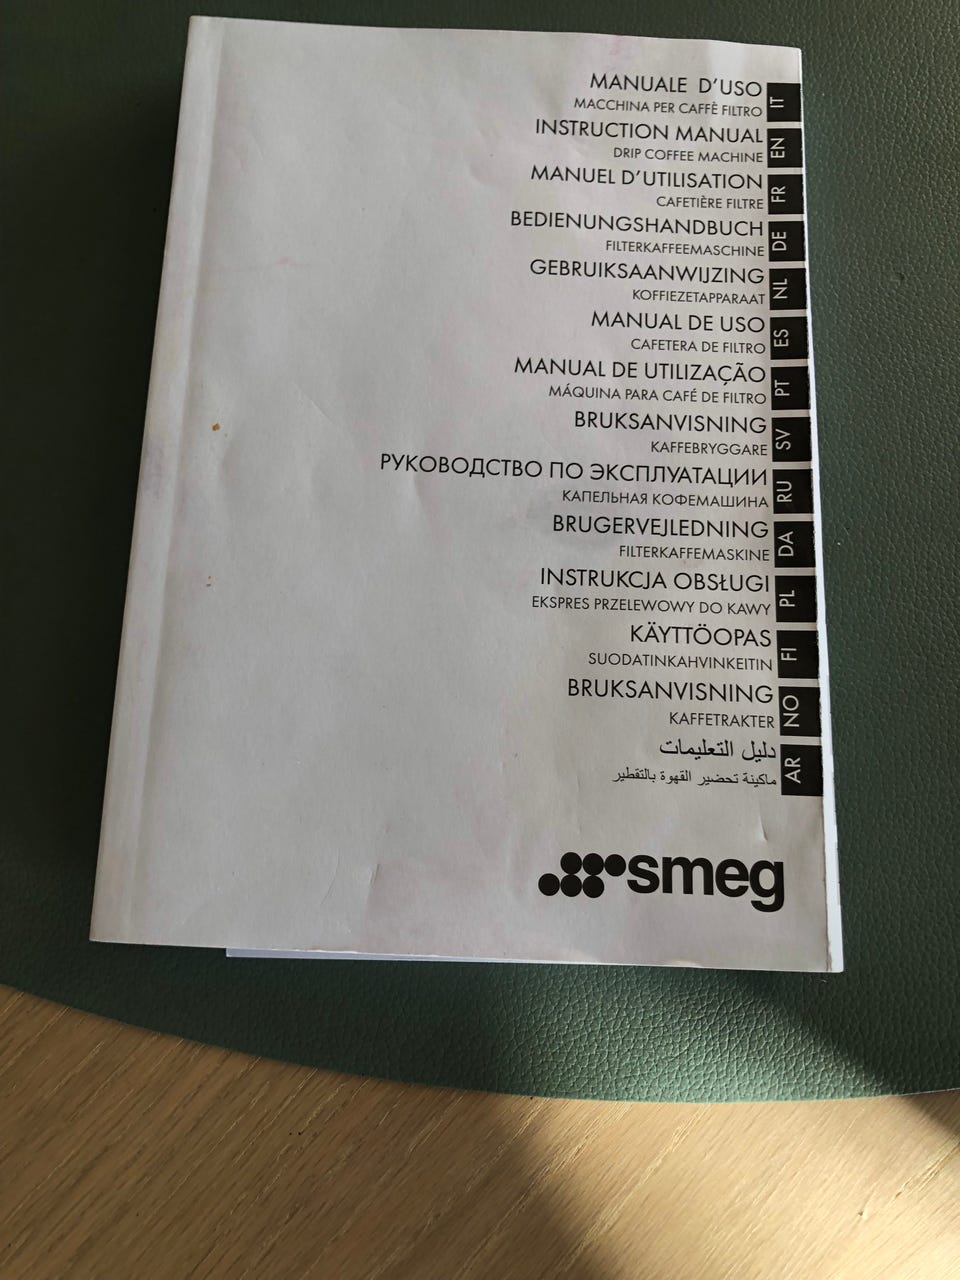 MANUALE D'USO
MACCHINA PER CAFFÈ FILTRO
IT
INSTRUCTION MANUAL
DRIP COFFEE MACHINE
EN
MANUEL D'UTILISATION
CAFETIÈRE FILTRE
FR
BEDIENUNGSHANDBUCH
FILTERKAFFEEMASCHINE
DE
GEBRUIKSAANWIJZING
KOFFIEZETAPPARAAT
NL
MANUAL DE USO
CAFETERA DE FILTRO
ES
MANUAL DE UTILIZAÇÃO
MÁQUINA PARA CAFÉ DE FILTRO
PT
BRUKSANVISNING
KAFFEBRYGGARE
SV
РУКОВОДСТВО ПО ЭКСПЛУАТАЦИИ
КАПЕЛЬНАЯ КОФЕМАШИНА
RU
BRUGERVEJLEDNING
FILTERKAFFEMASKINE
DA
INSTRUKCJA OBSŁUGI
EKSPRES PRZELEWOWY DO KAWY
PL
KÄYTTÖOPAS
SUODATINKAHVINKEITIN
FI
BRUKSANVISNING
KAFFETRAKTER
NO
دليل التعليمات
ماكينة تحضير القهوة بالتقطير
AR
smeg